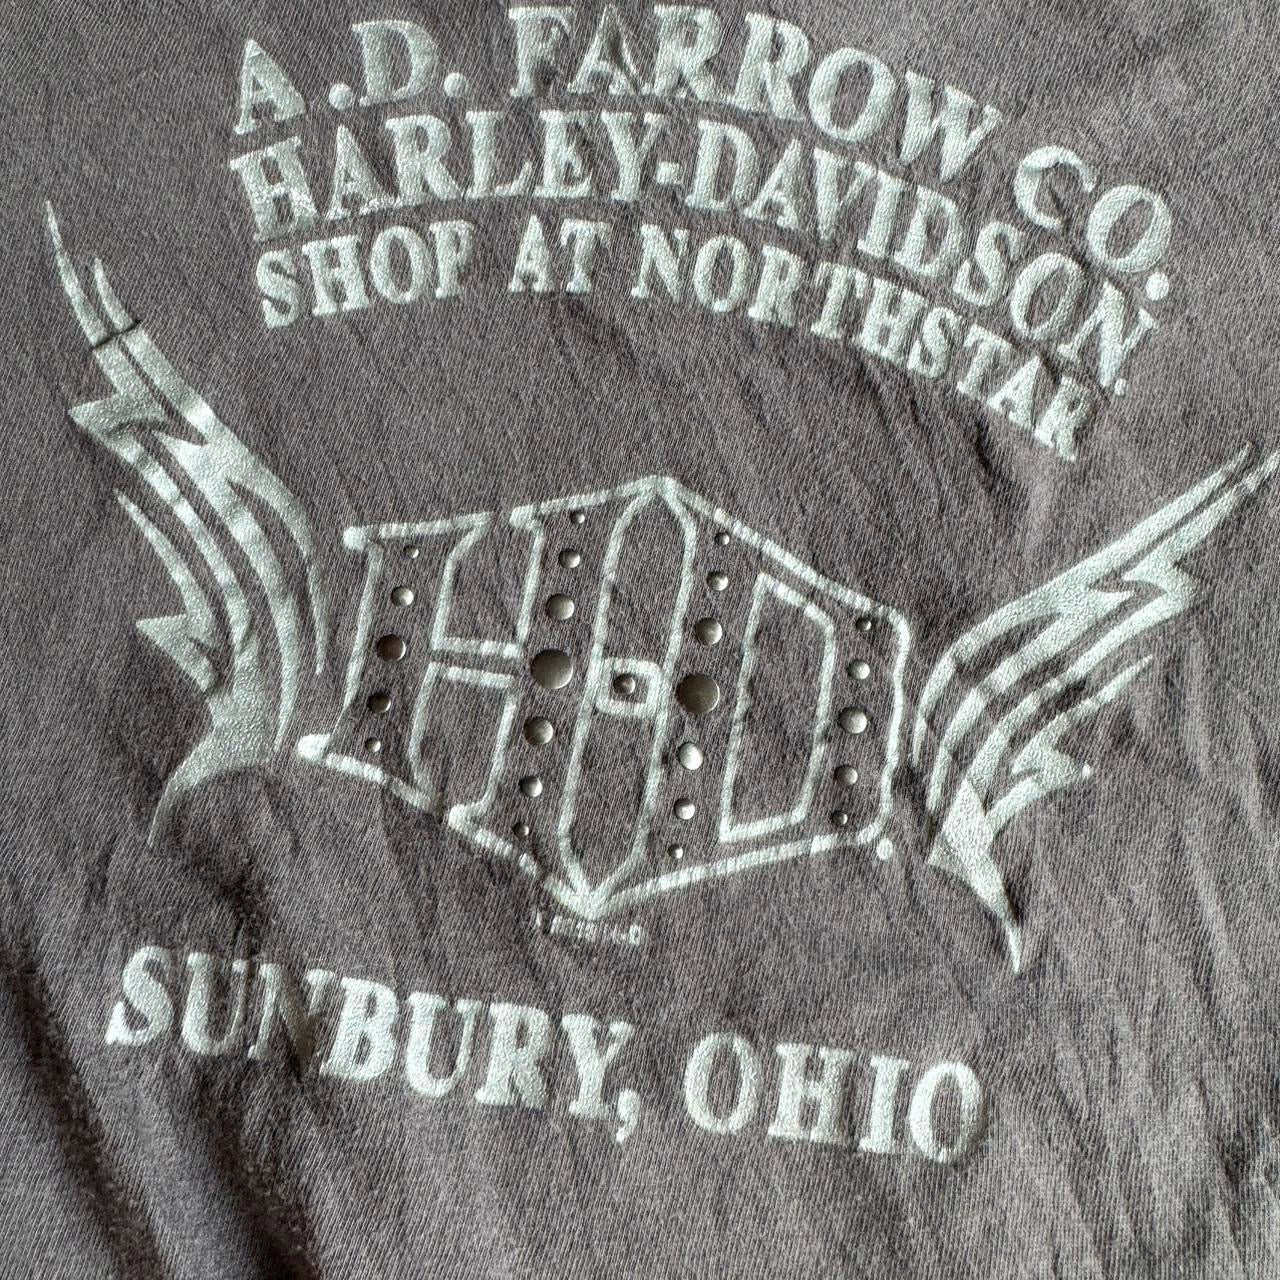 A.D. FARROW CO.
HARLEY-DAVIDSON.
SHOP AT NORTHSTAR
H-D
SUNBURY, OHIO